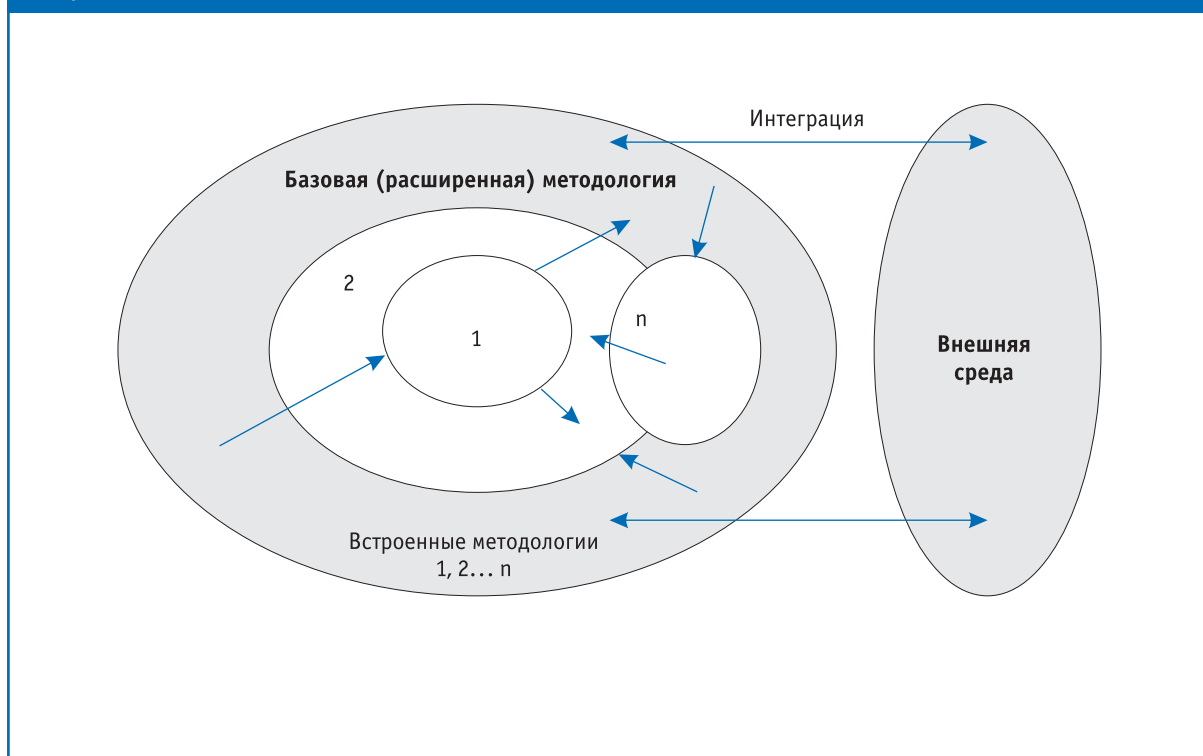 Интеграция
Базовая (расширенная) методология
2
1
n
Внешняя
среда
Встроенные методологии
1, 2... n